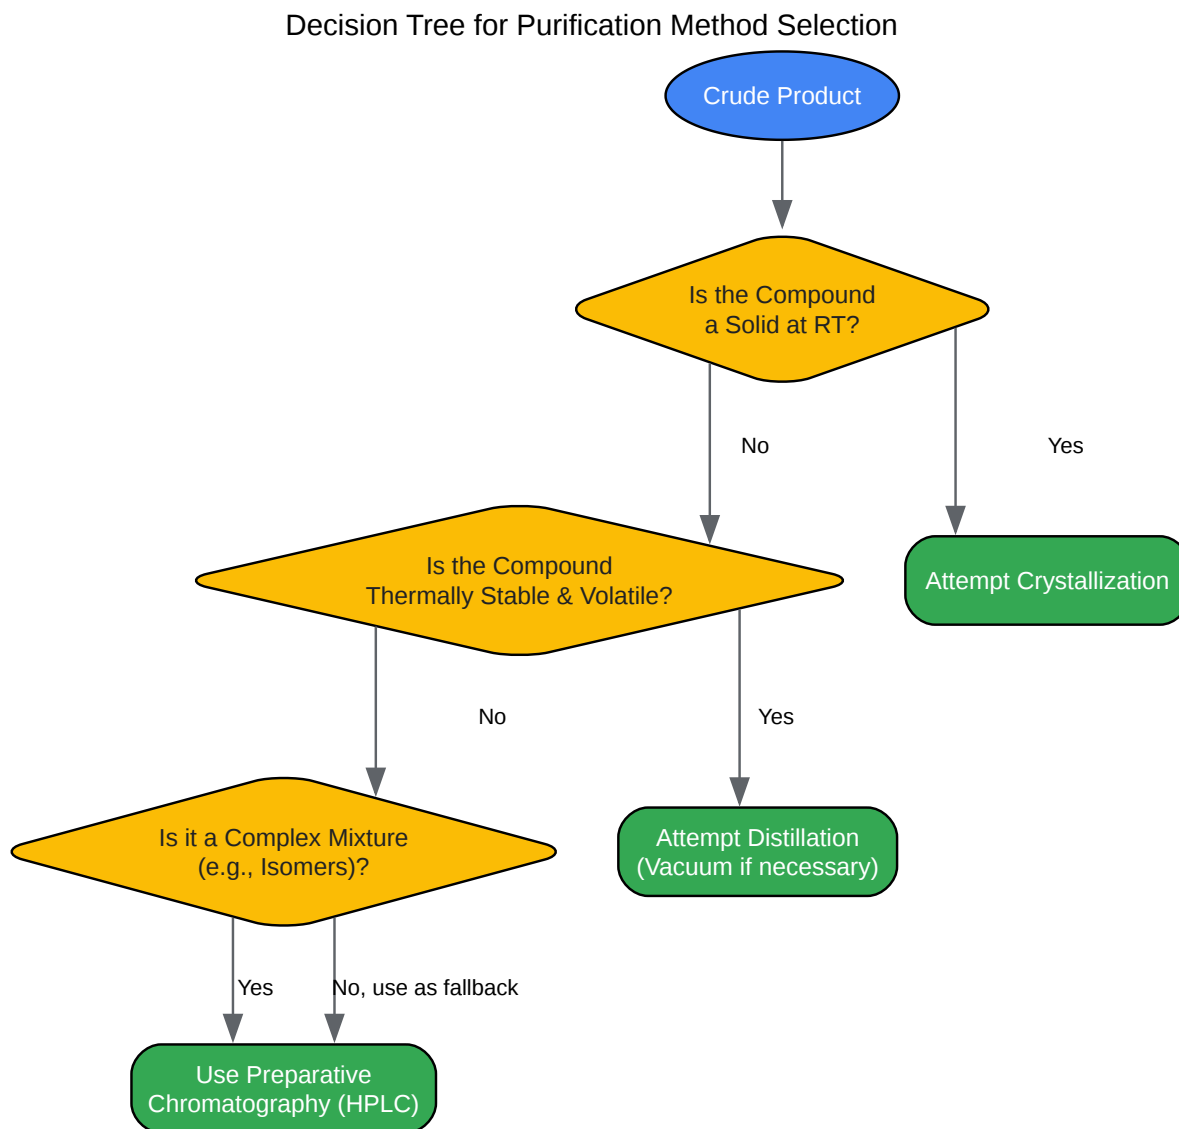 Decision Tree for Purification Method Selection
Crude Product
Is the Compound
a Solid at RT?
No
Yes
Is the Compound
Thermally Stable & Volatile?
Attempt Crystallization
No
Yes
Is it a Complex Mixture
(e.g., Isomers)?
Attempt Distillation
(Vacuum if necessary)
Yes
No, use as fallback
Use Preparative
Chromatography (HPLC)